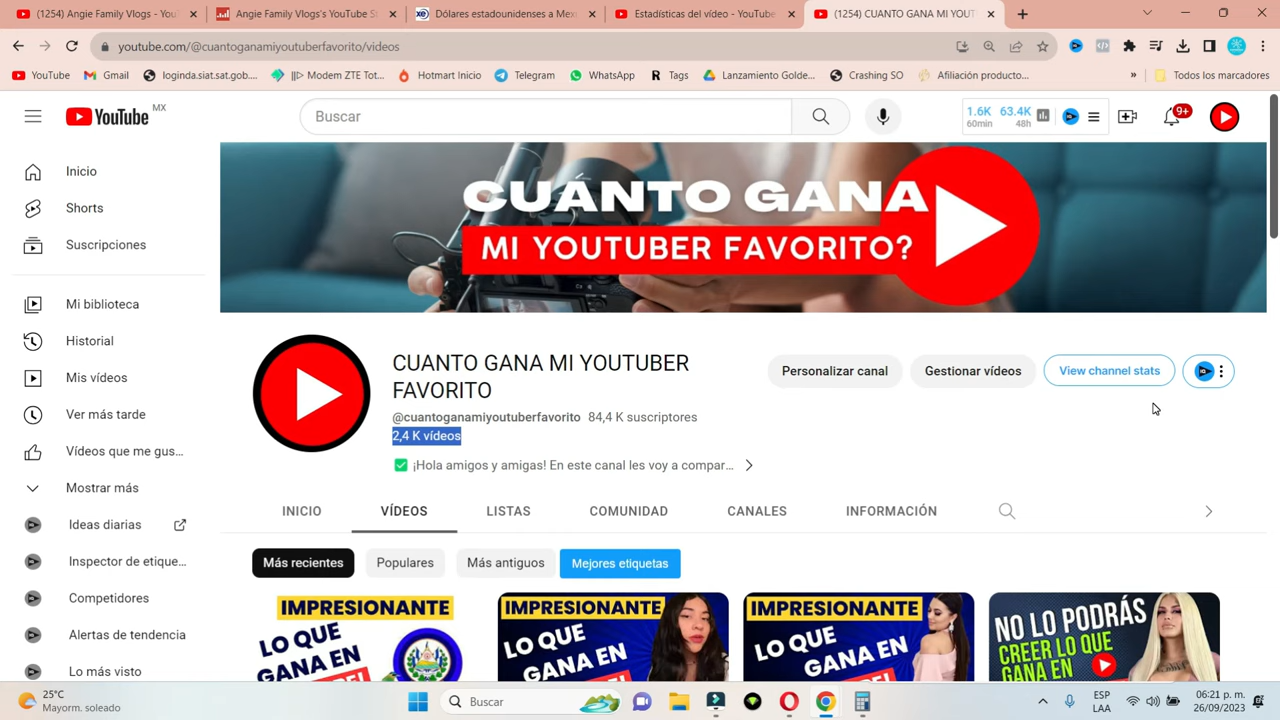 (1254) Angie Family Vlogs - YouT
Angie Family Vlogs's YouTube St
Dólares estadounidenses a Mex
Estadísticas del vídeo - YouTube
(1254) CUANTO GANA MI YOUT
youtube.com/@cuantoganamiyoutuberfavorito/videos
YouTube
Gmail
loginda.siat.sat.gob....
||▷ Modem ZTE Tot...
Hotmart Inicio
Telegram
WhatsApp
Tags
Lanzamiento Golde...
Crashing SO
Afiliación producto...
»
Todos los marcadores
YouTube MX
Buscar
1.6K 63.4K
60min 48h
9+
Inicio
Shorts
Suscripciones
Mi biblioteca
Historial
Mis vídeos
Ver más tarde
Vídeos que me gus...
Mostrar más
Ideas diarias
Inspector de etique...
Competidores
Alertas de tendencia
Lo más visto
CUANTO GANA
MI YOUTUBER FAVORITO?
CUANTO GANA MI YOUTUBER
FAVORITO
@cuantoganamiyoutuberfavorito 84,4 K suscriptores
2,4 K vídeos
¡Hola amigos y amigas! En este canal les voy a compar...
Personalizar canal
Gestionar vídeos
View channel stats
INICIO
VÍDEOS
LISTAS
COMUNIDAD
CANALES
INFORMACIÓN
Más recientes
Populares
Más antiguos
Mejores etiquetas
IMPRESIONANTE
LO QUE
GANA EN
IMPRESIONANTE
LO QUE
GANA EN
IMPRESIONANTE
LO QUE
GANA EN
NO LO PODRÁS
CREER LO QUE
GANA EN
25°C
Mayorm. soleado
Buscar
ESP
LAA
06:21 p. m.
26/09/2023